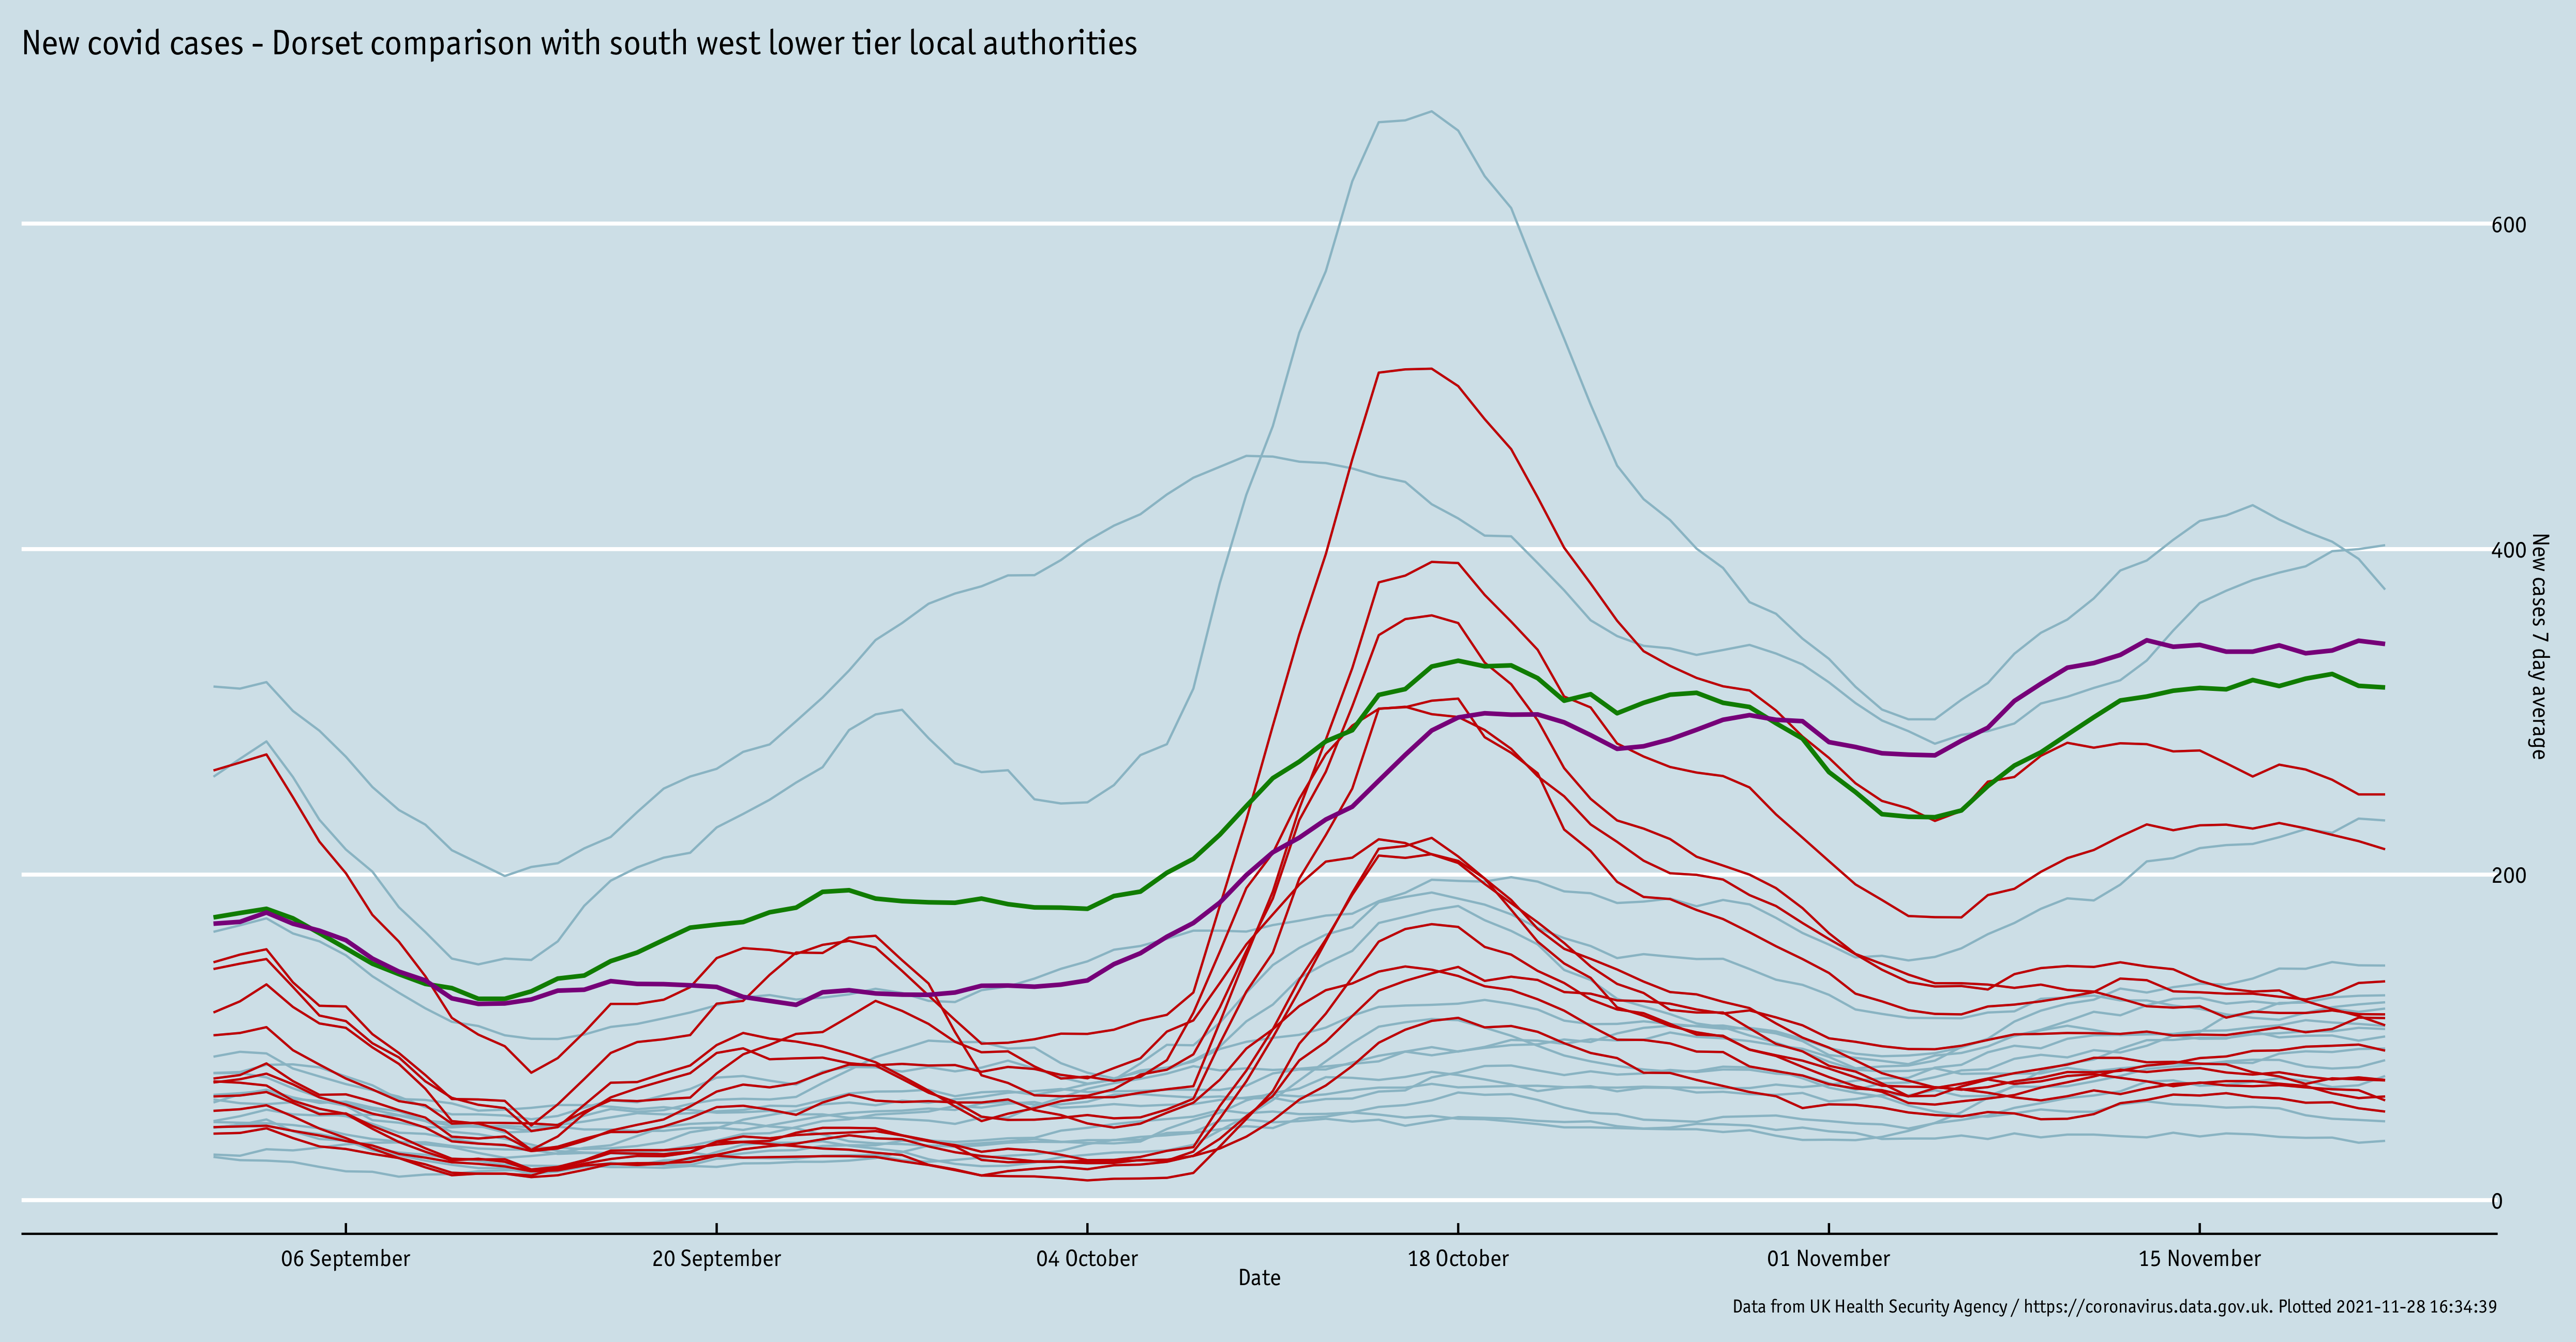 New covid cases - Dorset comparison with south west lower tier local authorities
600
400
200
0
New cases 7 day average
06 September
20 September
04 October
18 October
01 November
15 November
Date
Data from UK Health Security Agency / https://coronavirus.data.gov.uk. Plotted 2021-11-28 16:34:39